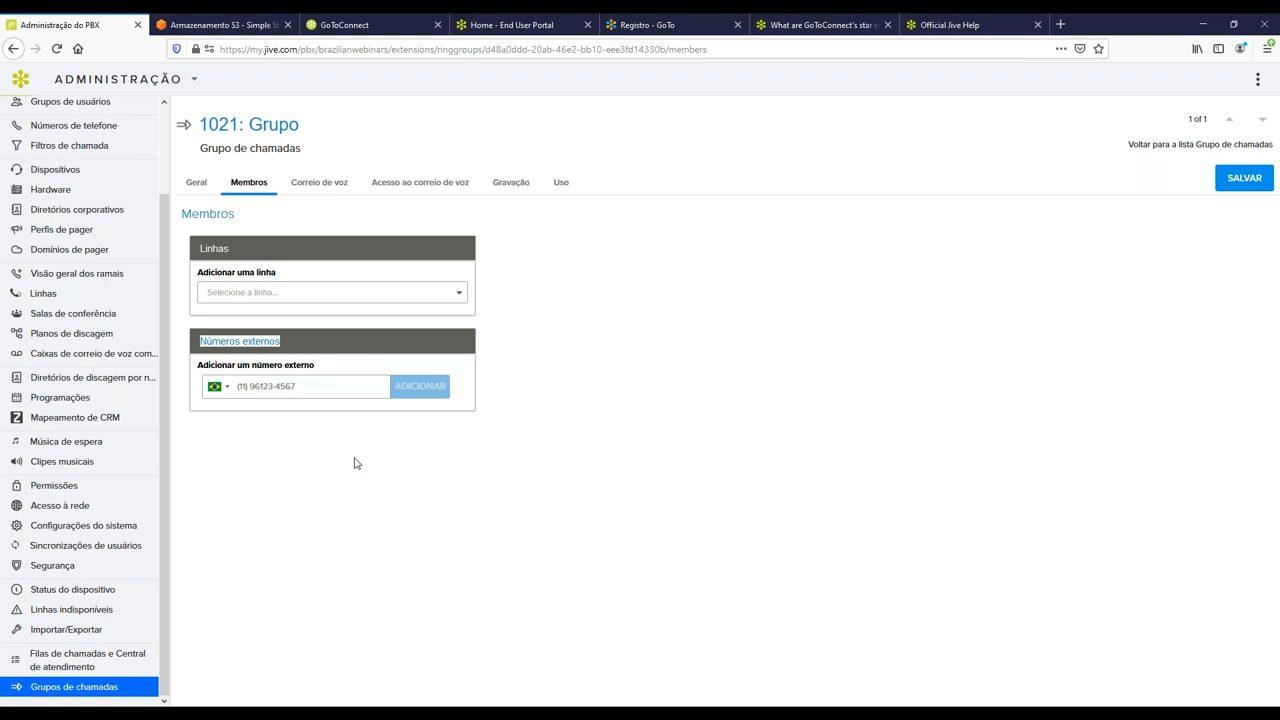 Administração do PBX
Armazenamento S3 - Simple S
GoToConnect
Home - End User Portal
Registro - GoTo
What are GoToConnect's star c
Official Jive Help
https://my.jive.com/pbx/brazilianwebinars/extensions/ringgroups/d48a0ddd-20ab-46e2-bb10-eee3fd14330b/members
ADMINISTRAÇÃO
Grupos de usuários
Números de telefone
Filtros de chamada
Dispositivos
Hardware
Diretórios corporativos
Perfis de pager
Domínios de pager
Visão geral dos ramais
Linhas
Salas de conferência
Planos de discagem
Caixas de correio de voz com...
Diretórios de discagem por n...
Programações
Mapeamento de CRM
Música de espera
Clipes musicais
Permissões
Acesso à rede
Configurações do sistema
Sincronizações de usuários
Segurança
Status do dispositivo
Linhas indisponíveis
Importar/Exportar
Filas de chamadas e Central
de atendimento
Grupos de chamadas
1021: Grupo
Grupo de chamadas
1 of 1
Voltar para a lista Grupo de chamadas
SALVAR
Geral
Membros
Correio de voz
Acesso ao correio de voz
Gravação
Uso
Membros
Linhas
Adicionar uma linha
Selecione a linha...
Números externos
Adicionar um número externo
(11) 96123-4567
ADICIONAR